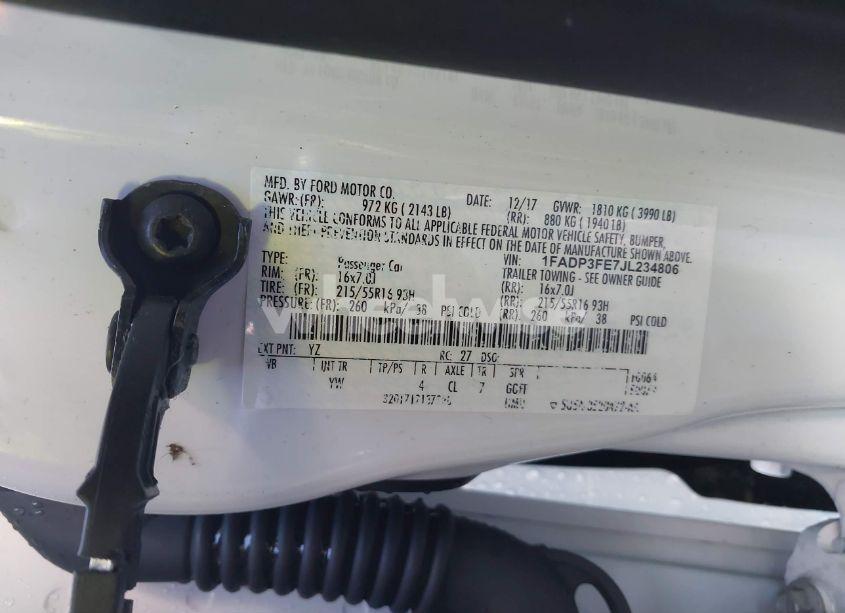 MFD. BY FORD MOTOR CO. DATE: 12/17 GVWR: 1810 KG ( 3990 LB)
GAWR:(FR): 972 KG ( 2143 LB) (RR): 880 KG ( 1940 LB)
THIS VEHICLE CONFORMS TO ALL APPLICABLE FEDERAL MOTOR VEHICLE SAFETY, BUMPER,
AND THEFT PREVENTION STANDARDS IN EFFECT ON THE DATE OF MANUFACTURE SHOWN ABOVE.
VIN: 1FADP3FE7JL234806
TYPE: Passenger Car TRAILER TOWING - SEE OWNER GUIDE
RIM: (FR) 16x7.0J (RR): 16x7.0J
TIRE: (FR) 215/55R16 93H (RR): 215/55R16 93H
PRESSURE: (FR) 260 kPa/ 38 PSI COLD (RR): 260 kPa/ 38 PSI COLD
EXT PNT: YZ RC: 27 DSO:
WB INT TR TP/PS R AXLE TR SPR
YW 4 CL 7